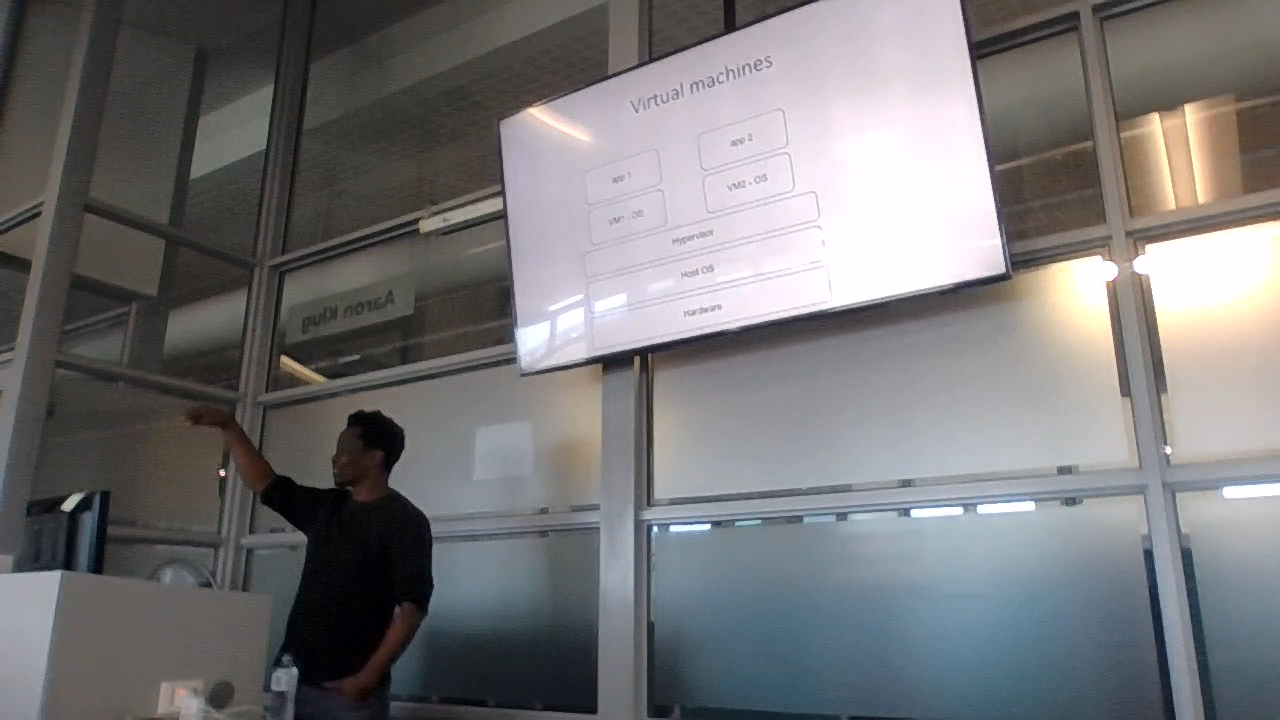 Virtual machines
app 1
app 2
VM1 - OS
VM2 - OS
Hypervisor
Host OS
Hardware
Aaron Klug